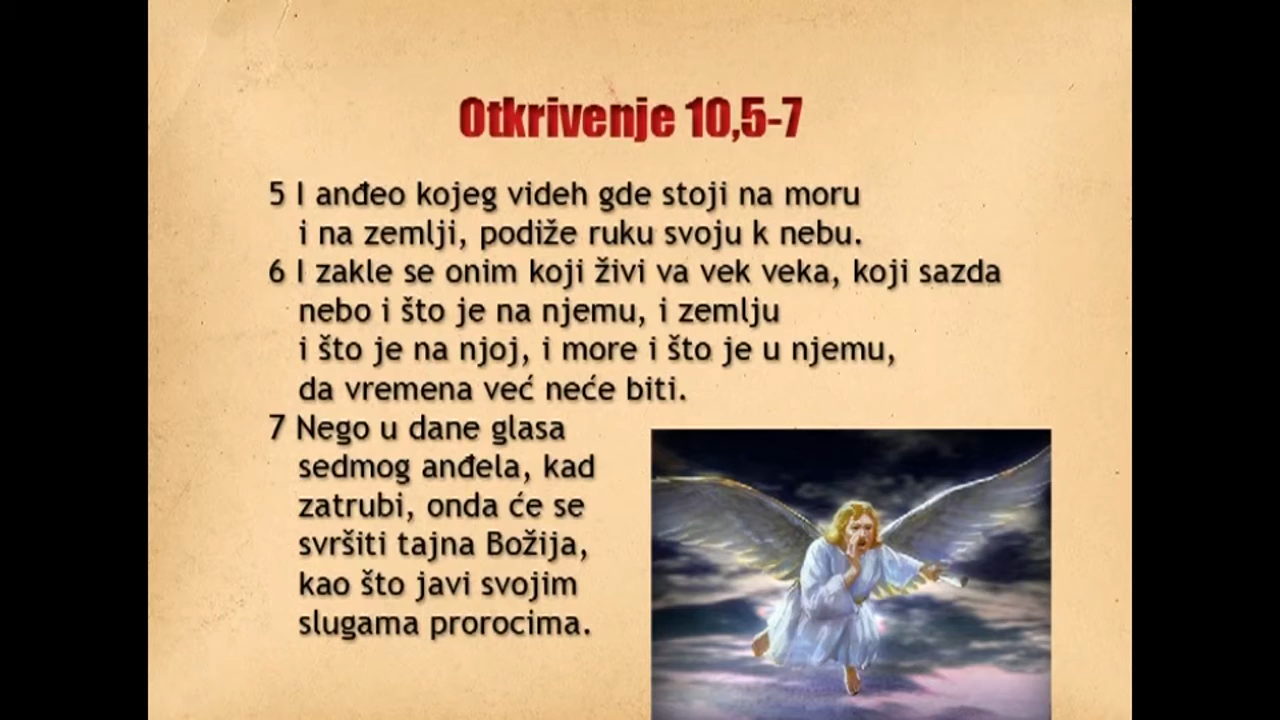 Otkrivenje 10,5-7
5 I anđeo kojeg videh gde stoji na moru
i na zemlji, podiže ruku svoju k nebu.
6 I zakle se onim koji živi va vek veka, koji sazda
nebo i što je na njemu, i zemlju
i što je na njoj, i more i što je u njemu,
da vremena već neće biti.
7 Nego u dane glasa
sedmog anđela, kad
zatrubi, onda će se
svršiti tajna Božija,
kao što javi svojim
slugama prorocima.